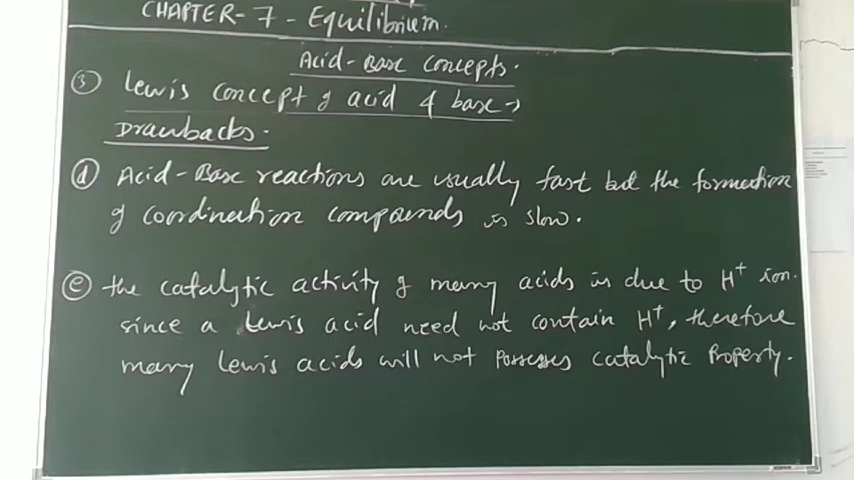 CHAPTER-7 - Equilibrium.
Acid-Base Concepts.
③ Lewis concept of acid & base →
Drawbacks.
ⓓ Acid-Base reactions are usually fast but the formation
of coordination compounds is slow.
ⓔ the catalytic activity of many acids is due to H⁺ ion.
since a Lewis acid need not contain H⁺, therefore
many Lewis acids will not Possesses catalytic Property.